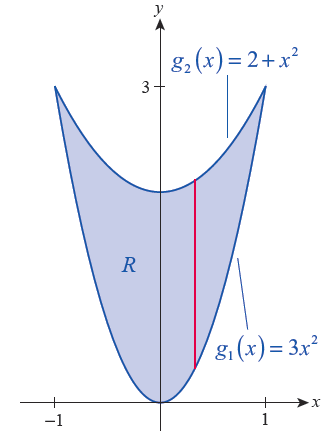 y
g₂(x) = 2 + x²
3
R
g₁(x) = 3x²
x
−1
1